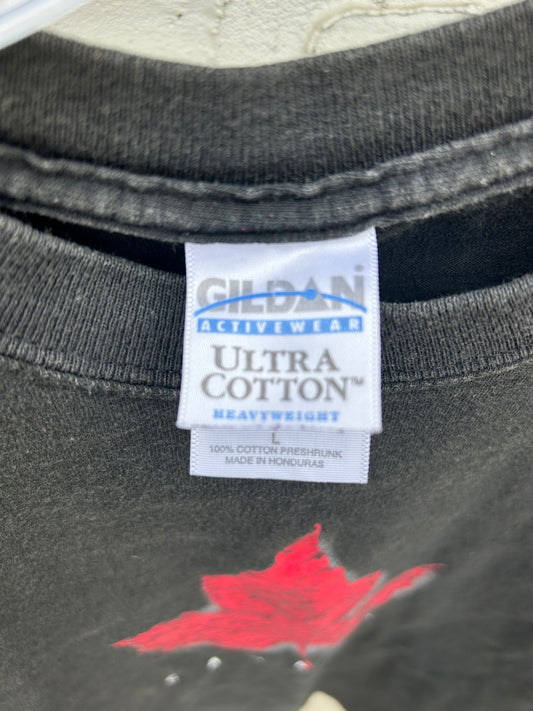 GILDAN
ACTIVEWEAR
ULTRA
COTTON™
HEAVYWEIGHT
L
100% COTTON PRESHRUNK
MADE IN HONDURAS